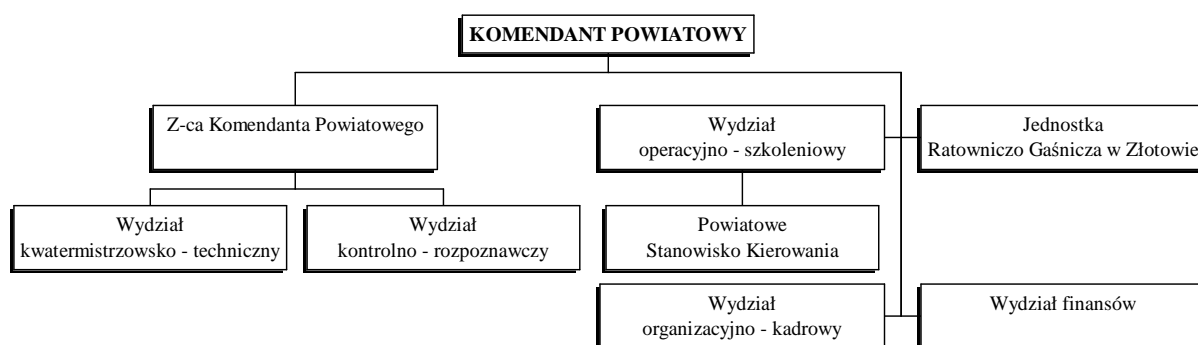 KOMENDANT POWIATOWY
Z-ca Komendanta Powiatowego
Wydział
operacyjno - szkoleniowy
Jednostka
Ratowniczo Gaśnicza w Złotowie
Wydział
kwatermistrzowsko - techniczny
Wydział
kontrolno - rozpoznawczy
Powiatowe
Stanowisko Kierowania
Wydział
organizacyjno - kadrowy
Wydział finansów